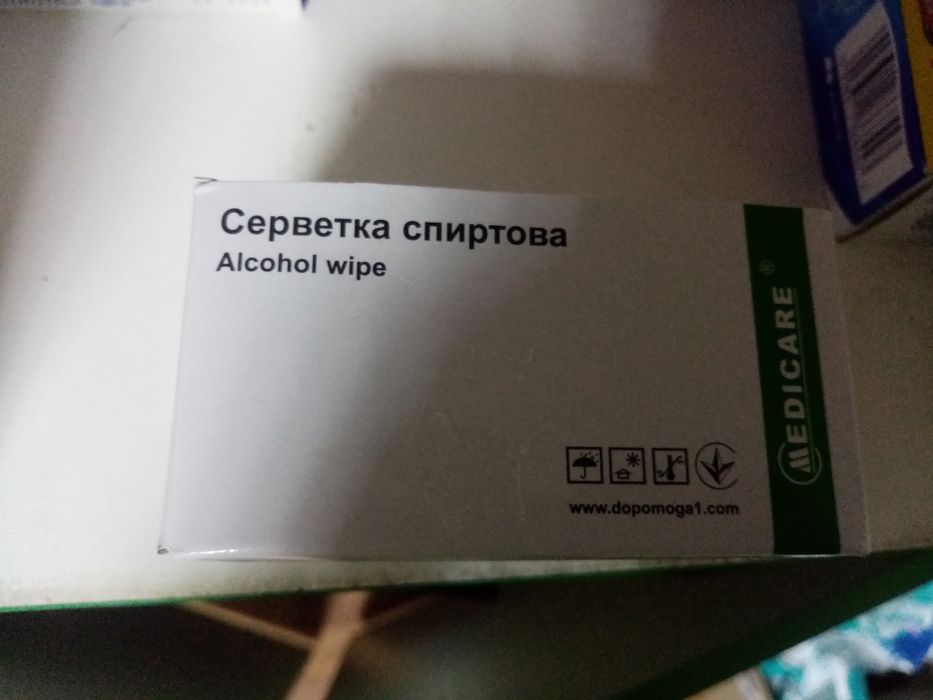 Серветка спиртова
Alcohol wipe
MEDICARE ®
www.dopomoga1.com